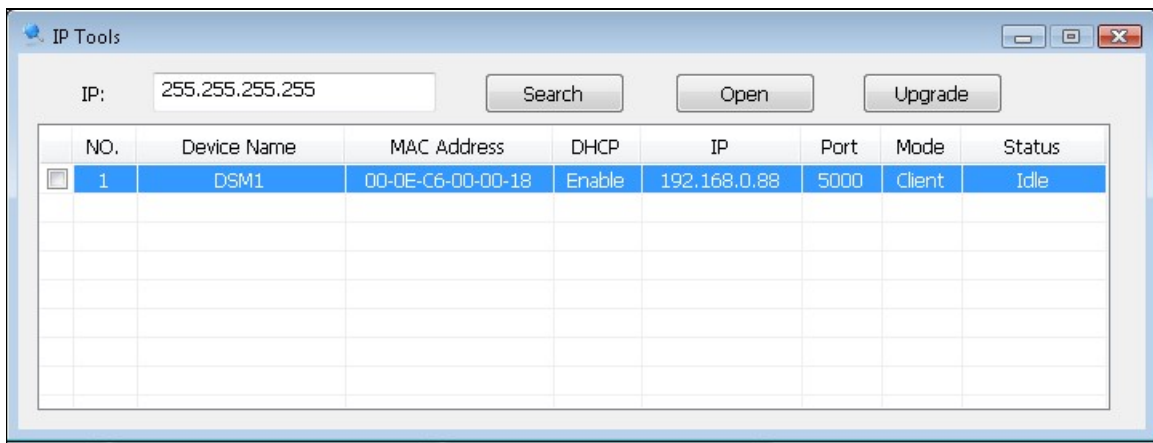 IP Tools
IP: 255.255.255.255 Search Open Upgrade
NO. Device Name MAC Address DHCP IP Port Mode Status
1 DSM1 00-0E-C6-00-00-18 Enable 192.168.0.88 5000 Client Idle